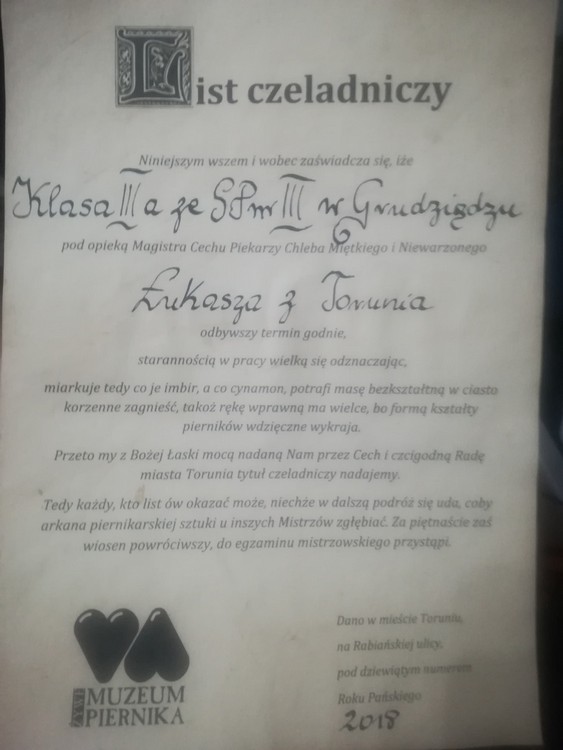 List czeladniczy
Niniejszym wszem i wobec zaświadcza się, iże
Klasa III a ze SP nr III w Grudziądzu
pod opieką Magistra Cechu Piekarzy Chleba Miętkiego i Niewarzonego
Łukasza z Torunia
odbywszy termin godnie,
starannością w pracy wielką się odznaczając,
miarkuje tedy co je imbir, a co cynamon, potrafi masę bezkształtną w ciasto
korzenne zagnieść, takoż rękę wprawną ma wielce, bo formą kształty
pierników wdzięczne wykraja.
Przeto my z Bożej Łaski mocą nadaną Nam przez Cech i czcigodną Radę
miasta Torunia tytuł czeladniczy nadajemy.
Tedy każdy, kto list ów okazać może, niechże w dalszą podróż się uda, coby
arkana piernikarskiej sztuki u inszych Mistrzów zgłębiać. Za piętnaście zaś
wiosen powróciwszy, do egzaminu mistrzowskiego przystąpi.
Dano w mieście Toruniu,
na Rabiańskiej ulicy,
pod dziewiątym numerem
Roku Pańskiego
2018
ŻYWE MUZEUM
PIERNIKA